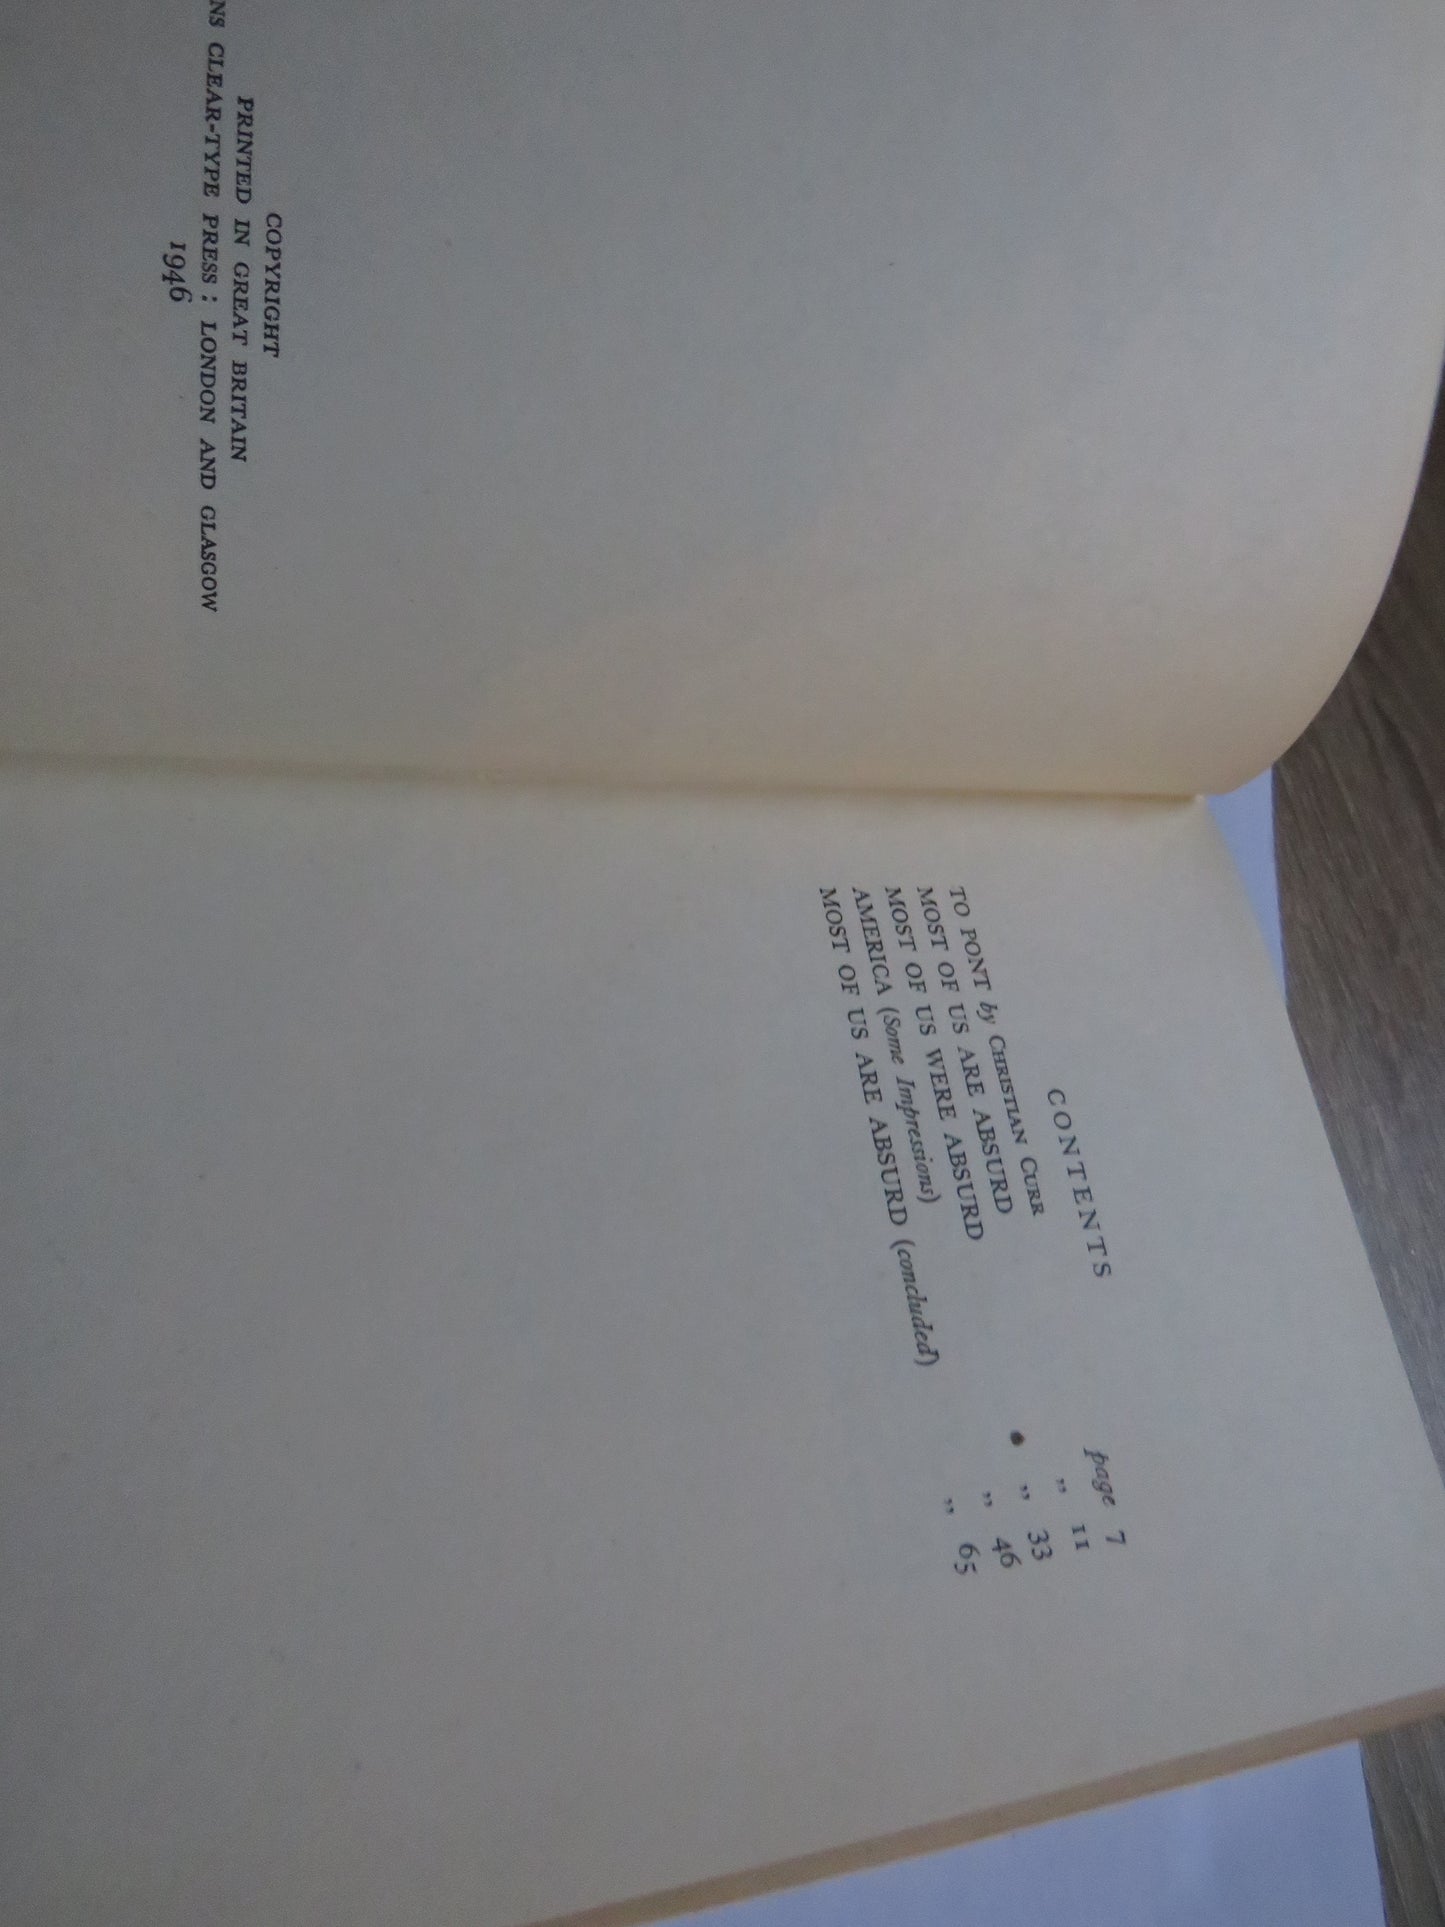 COPYRIGHT
PRINTED IN GREAT BRITAIN
NS CLEAR-TYPE PRESS : LONDON AND GLASGOW
1946
CONTENTS
TO PONT by CHRISTIAN CURR page 7
MOST OF US ARE ABSURD ,, 11
MOST OF US WERE ABSURD ,, 33
AMERICA (Some Impressions) ,, 46
MOST OF US ARE ABSURD (concluded) ,, 65